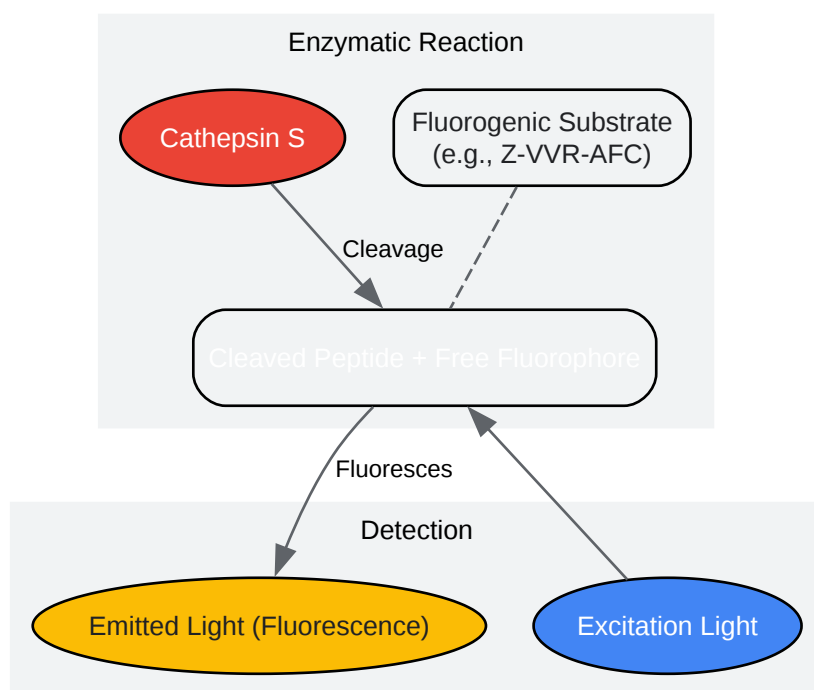 Enzymatic Reaction
Cathepsin S
Fluorogenic Substrate
(e.g., Z-VVR-AFC)
Cleavage
Cleaved Peptide + Free Fluorophore
Fluoresces
Detection
Emitted Light (Fluorescence)
Excitation Light